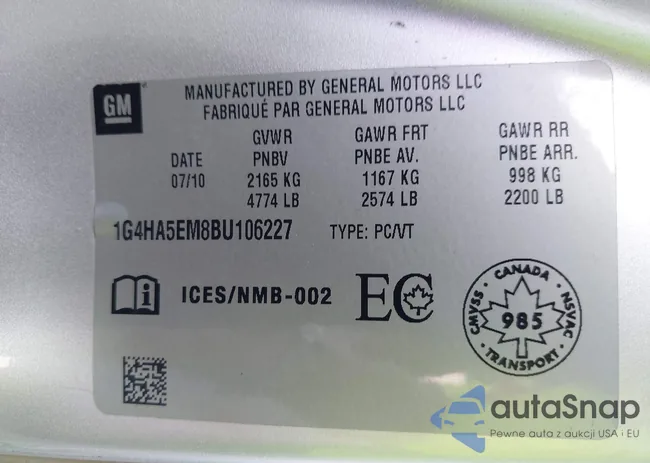 GM
MANUFACTURED BY GENERAL MOTORS LLC
FABRIQUÉ PAR GENERAL MOTORS LLC
GVWR GAWR FRT GAWR RR
DATE PNBV PNBE AV. PNBE ARR.
07/10 2165 KG 1167 KG 998 KG
4774 LB 2574 LB 2200 LB
1G4HA5EM8BU106227 TYPE: PC/VT
i ICES/NMB-002 EC
CANADA
CMVSS 985 NSVAC
TRANSPORT
autaSnap
Pewne auta z aukcji USA i EU